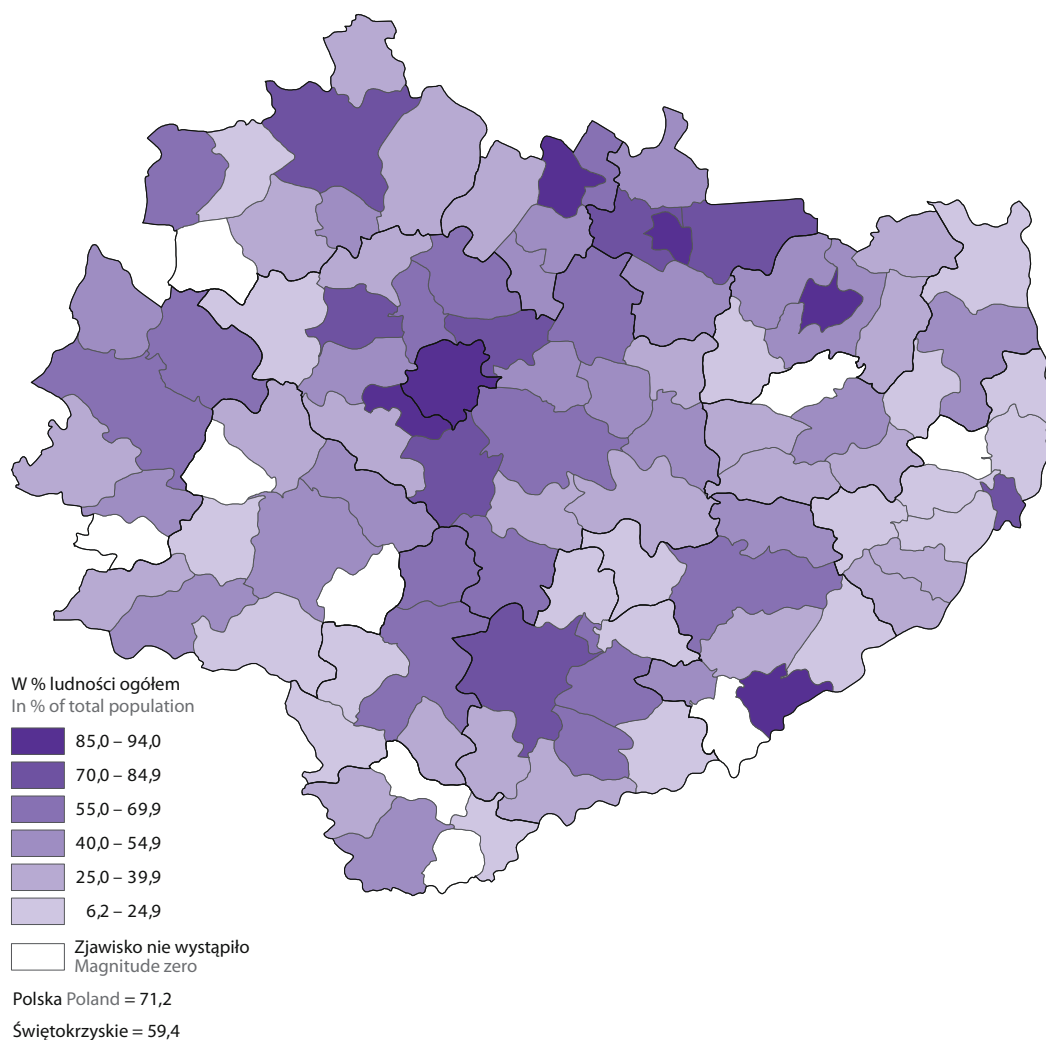 W % ludności ogółem
In % of total population
85,0 – 94,0
70,0 – 84,9
55,0 – 69,9
40,0 – 54,9
25,0 – 39,9
6,2 – 24,9
Zjawisko nie wystąpiło
Magnitude zero
Polska Poland = 71,2
Świętokrzyskie = 59,4